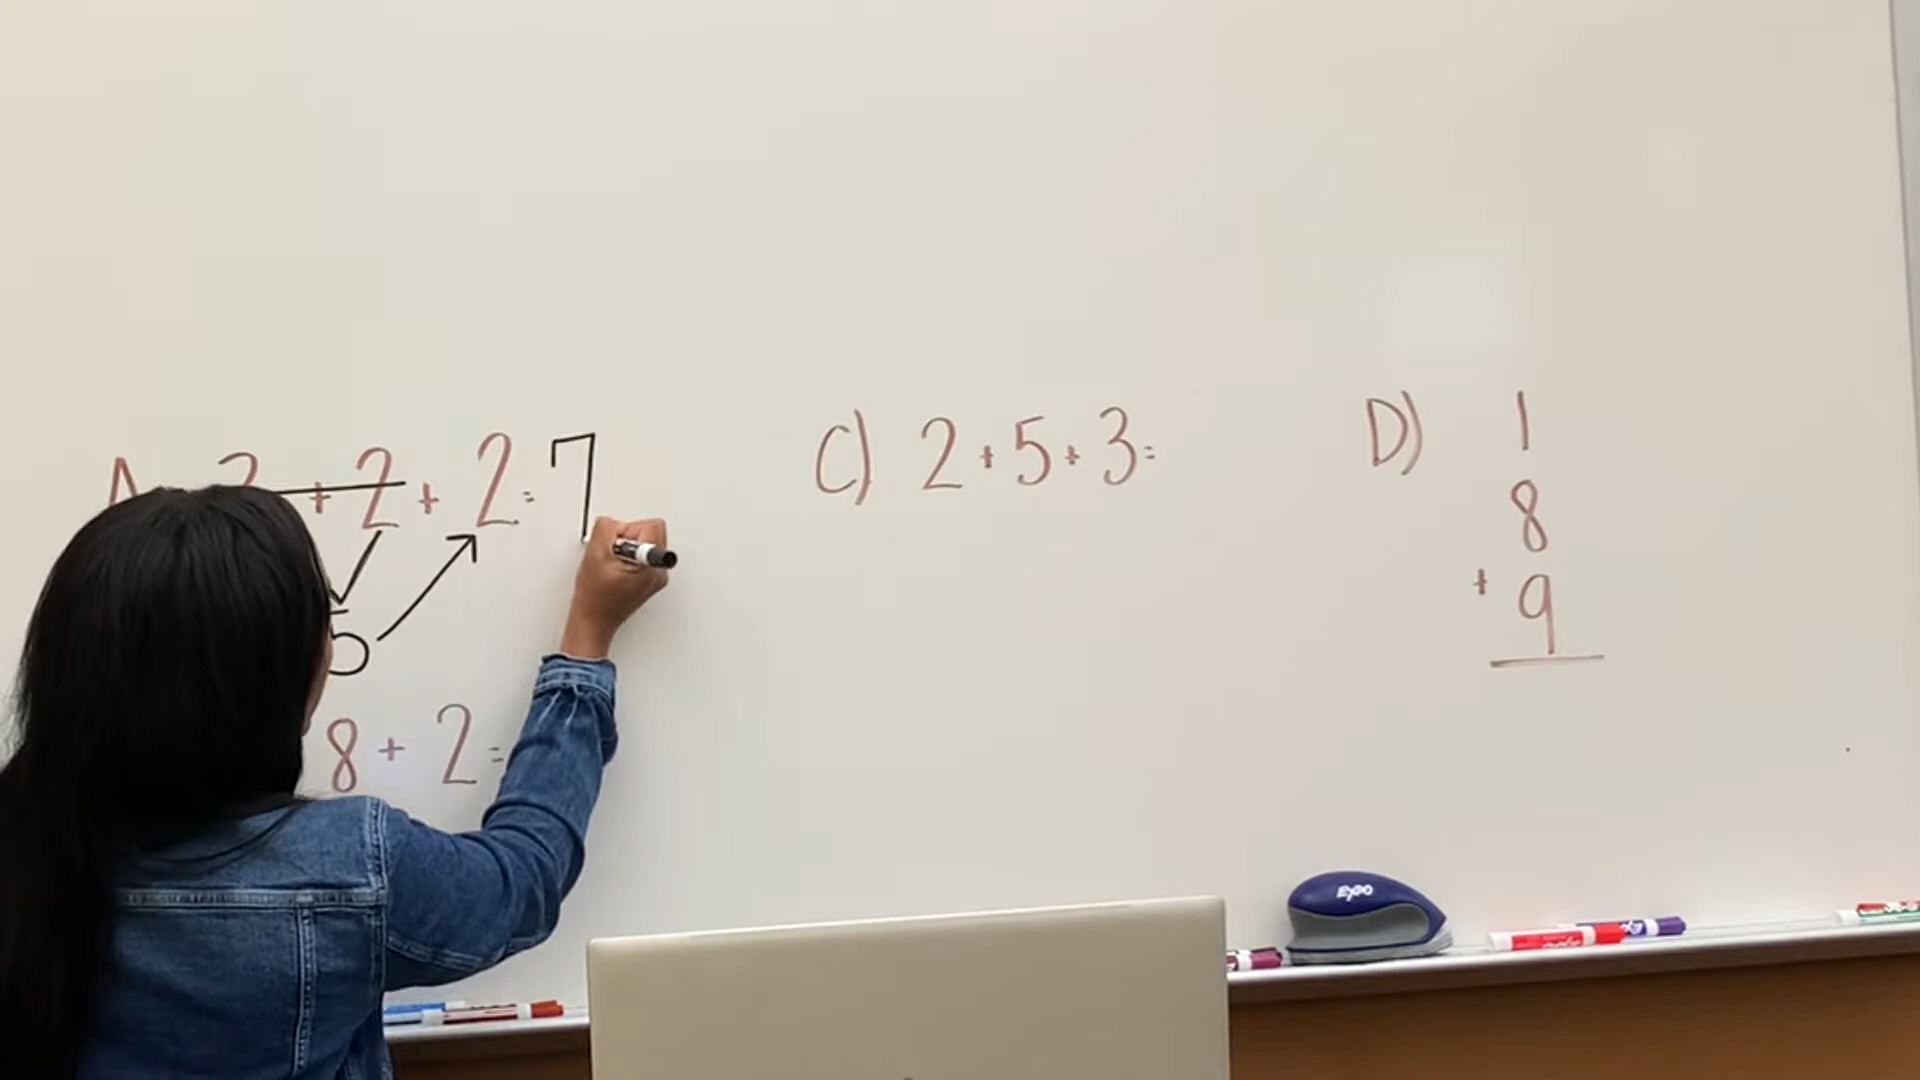 + 2 + 2 = 7
5
8 + 2 =
C) 2 + 5 + 3 =
D) 1
8
+ 9
EXPO